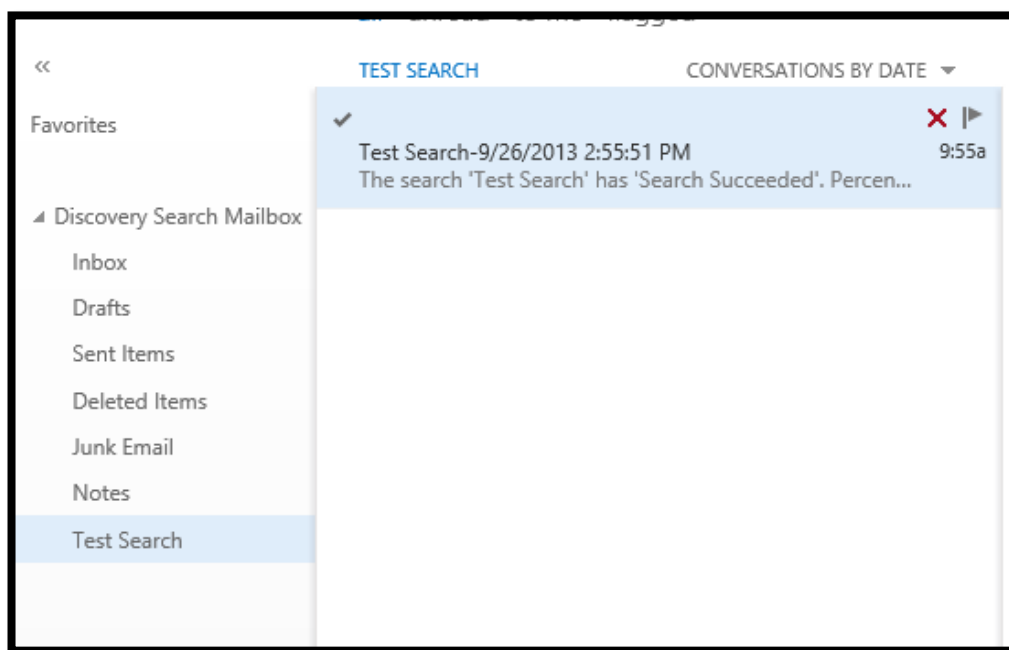 TEST SEARCH CONVERSATIONS BY DATE
Favorites
Test Search-9/26/2013 2:55:51 PM 9:55a
The search 'Test Search' has 'Search Succeeded'. Percen...
Discovery Search Mailbox
Inbox
Drafts
Sent Items
Deleted Items
Junk Email
Notes
Test Search